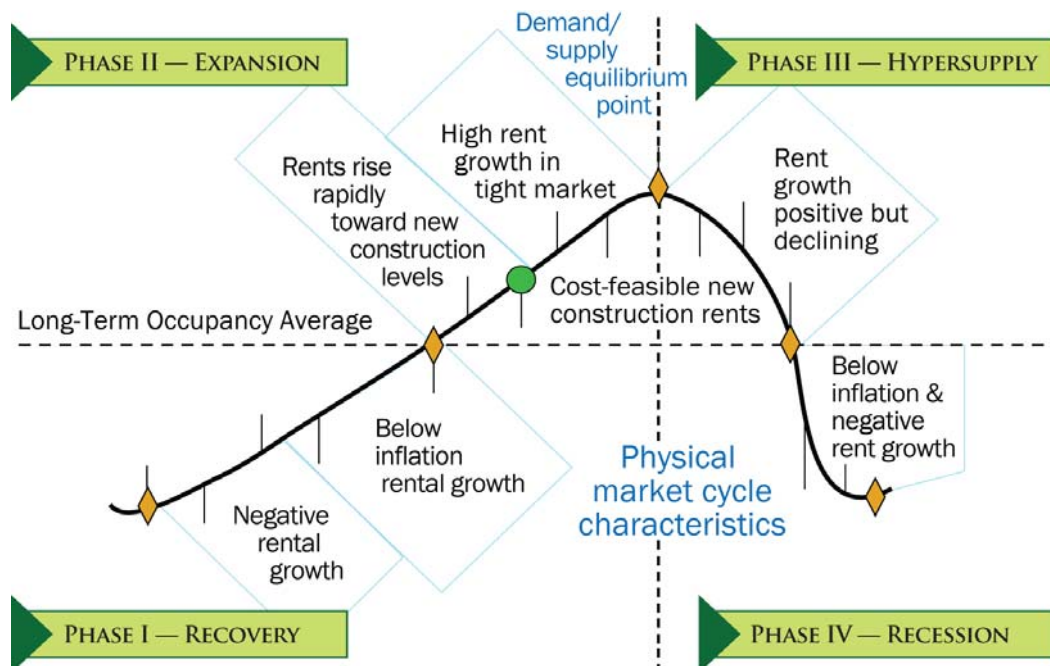 PHASE II — EXPANSION
Demand/
supply
equilibrium
point
PHASE III — HYPERSUPPLY
High rent
growth in
tight market
Rents rise
rapidly
toward new
construction
levels
Rent
growth
positive but
declining
Cost-feasible new
construction rents
Long-Term Occupancy Average
Below
inflation
rental growth
Below
inflation &
negative
rent growth
Physical
market cycle
characteristics
Negative
rental
growth
PHASE I — RECOVERY
PHASE IV — RECESSION